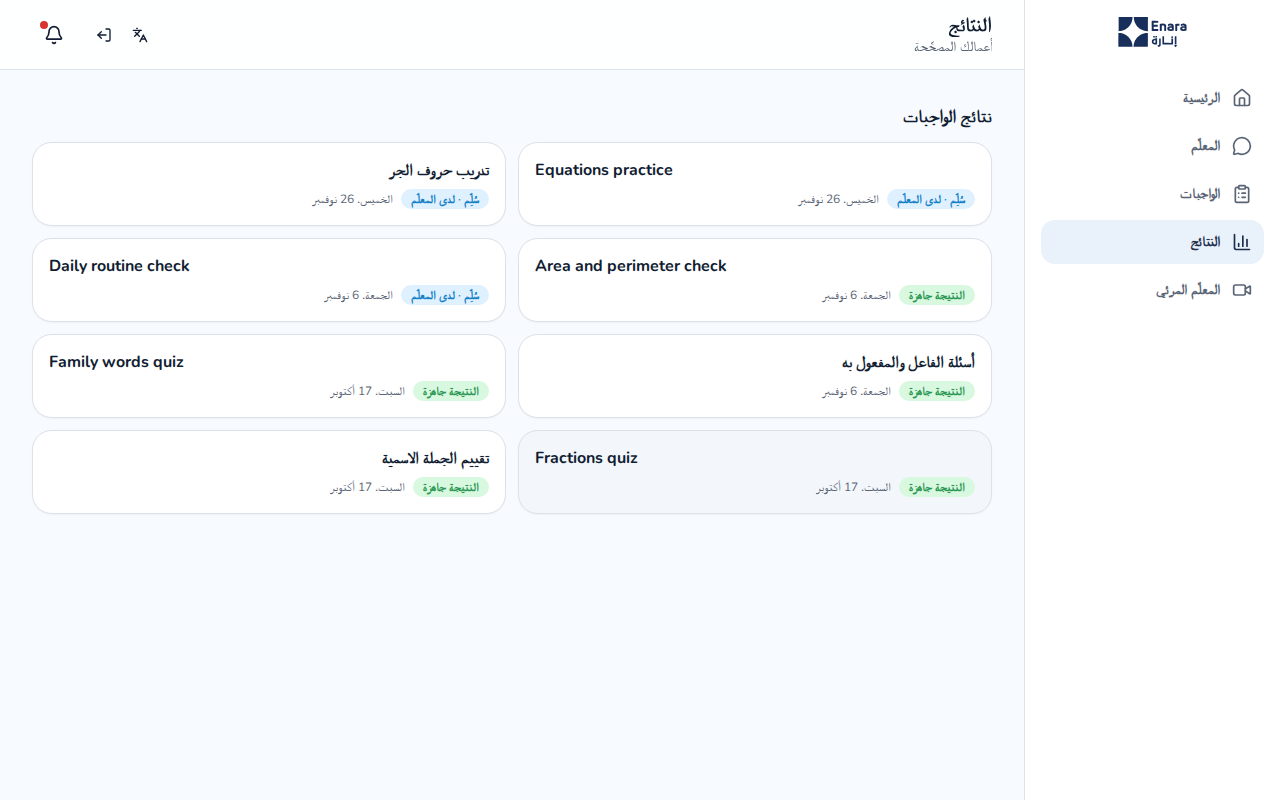 Enara
إنارة
الرئيسية
المعلّم
الواجبات
النتائج
المعلّم المرئي
النتائج
أعمالك المصحّحة
نتائج الواجبات
Equations practice
سُلِّم · لدى المعلّم الخميس، 26 نوفمبر
تدريب حروف الجر
سُلِّم · لدى المعلّم الخميس، 26 نوفمبر
Area and perimeter check
النتيجة جاهزة الجمعة، 6 نوفمبر
Daily routine check
سُلِّم · لدى المعلّم الجمعة، 6 نوفمبر
أسئلة الفاعل والمفعول به
النتيجة جاهزة الجمعة، 6 نوفمبر
Family words quiz
النتيجة جاهزة السبت، 17 أكتوبر
Fractions quiz
النتيجة جاهزة السبت، 17 أكتوبر
تقييم الجملة الاسمية
النتيجة جاهزة السبت، 17 أكتوبر